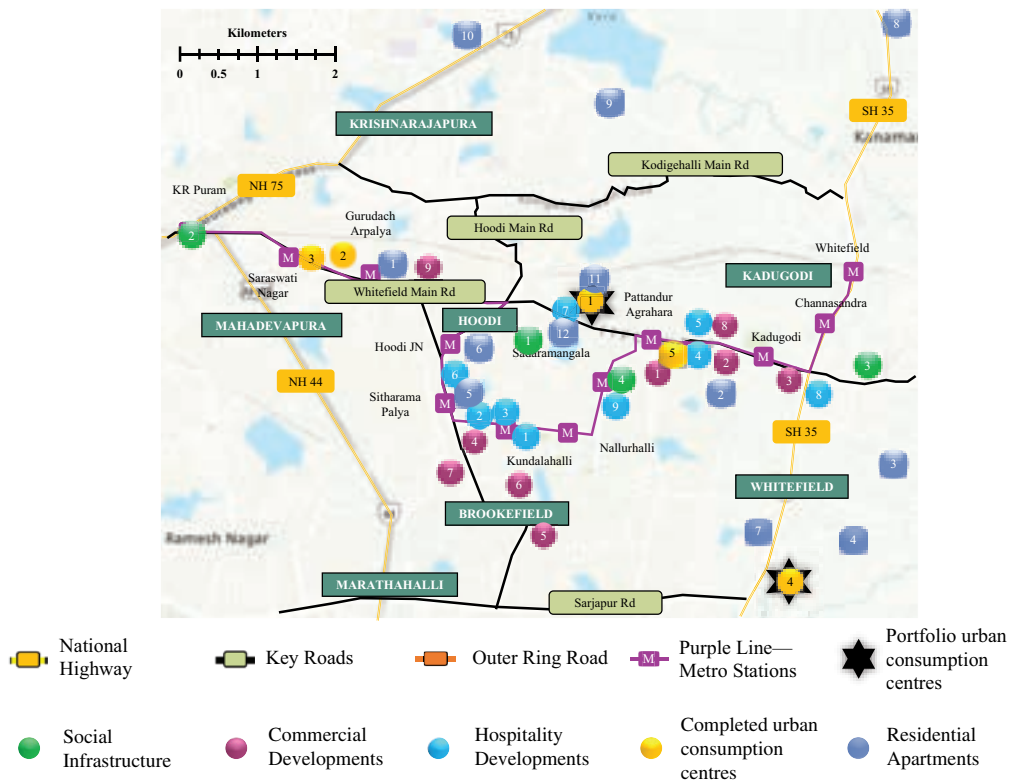 Kilometers
0 0.5 1 2
10
8
9
KRISHNARAJAPURA
SH 35
Kodigehalli Main Rd
KR Puram
NH 75
Gurudach
Arpalya
Hoodi Main Rd
Whitefield
2
M
3
2
M
1
9
KADUGODI
M
Saraswati
Nagar
Whitefield Main Rd
11
1
Pattandur
Agrahara
Channasandra
MAHADEVAPURA
HOODI
7
5
8
Kadugodi
M
Hoodi JN
M
6
1
12
Sadaramangala
M
5
4
2
M
3
NH 44
6
M
4
1
3
8
Sitharama
Palya
M
5
2
3
9
2
SH 35
4
M
1
M
Nallurhalli
Kundalahalli
7
6
3
WHITEFIELD
BROOKEFIELD
5
7
4
Ramesh Nagar
MARATHAHALLI
4
Sarjapur Rd
National
Highway
Key Roads
Outer Ring Road
M
Purple Line—
Metro Stations
Portfolio urban
consumption
centres
Social
Infrastructure
Commercial
Developments
Hospitality
Developments
Completed urban
consumption
centres
Residential
Apartments